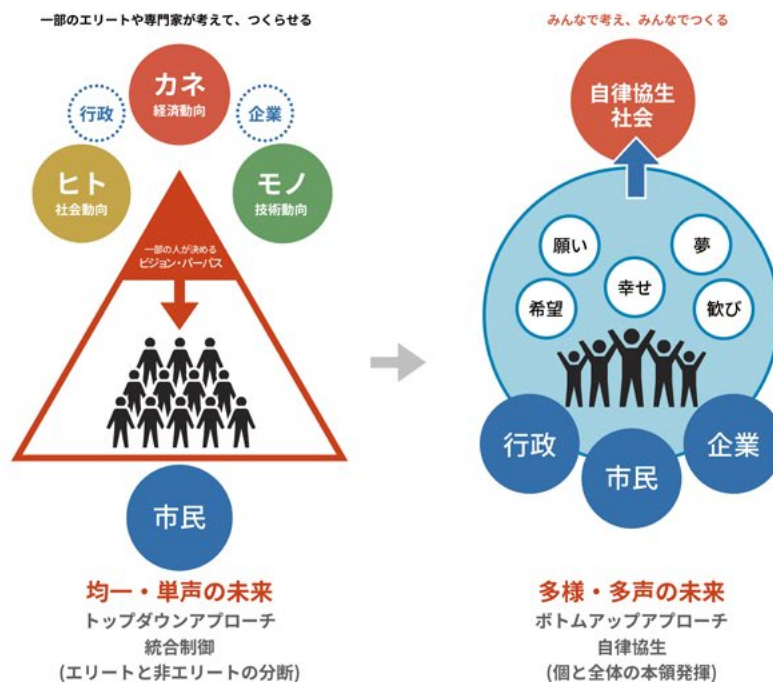 一部のエリートや専門家が考えて、つくらせる
カネ
経済動向
行政
企業
ヒト
社会動向
モノ
技術動向
一部の人が決める
ビジョン・パーパス
市民
均一・単声の未来
トップダウンアプローチ
統合制御
(エリートと非エリートの分断)
みんなで考え、みんなでつくる
自律協生
社会
願い
夢
希望
幸せ
歓び
行政
市民
企業
多様・多声の未来
ボトムアップアプローチ
自律協生
(個と全体の本領発揮)